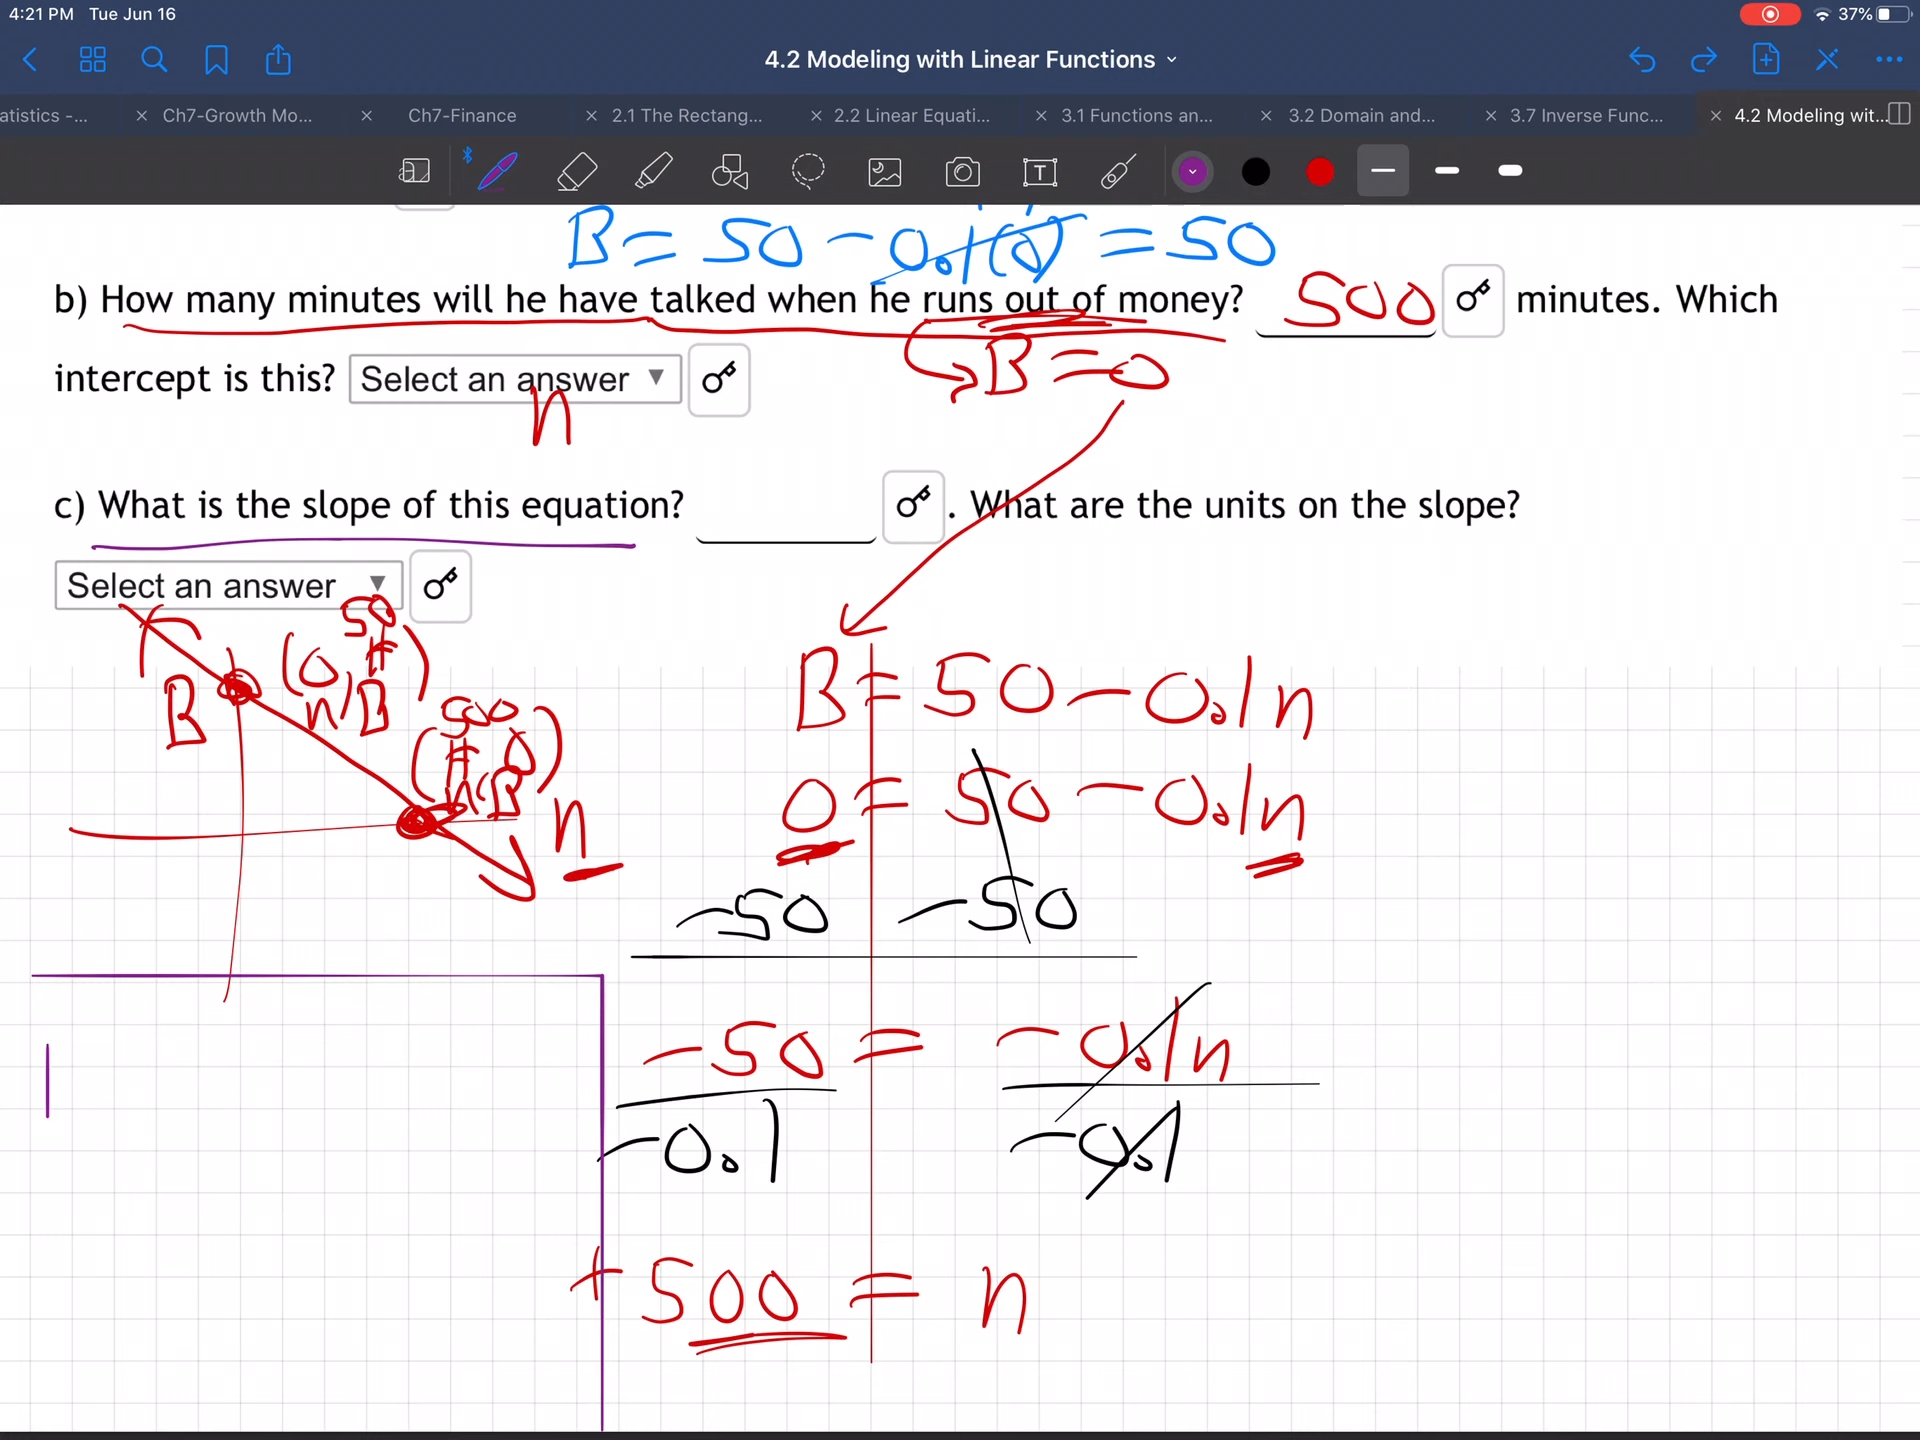 4:21 PM Tue Jun 16 37%
4.2 Modeling with Linear Functions
atistics -... × Ch7-Growth Mo... × Ch7-Finance × 2.1 The Rectang... × 2.2 Linear Equati... × 3.1 Functions an... × 3.2 Domain and... × 3.7 Inverse Func... × 4.2 Modeling wit...
T
B = 50 - 0.1(0) = 50
b) How many minutes will he have talked when he runs out of money? 500 minutes. Which
B = 0
intercept is this? Select an answer
n
c) What is the slope of this equation? . What are the units on the slope?
Select an answer
50
(0, )
n, B
B
500
( , 0)
n, B
n
B = 50 - 0.1n
0 = 50 - 0.1n
-50 -50
-50 = -0.1n
-0.1 -0.1
+500 = n